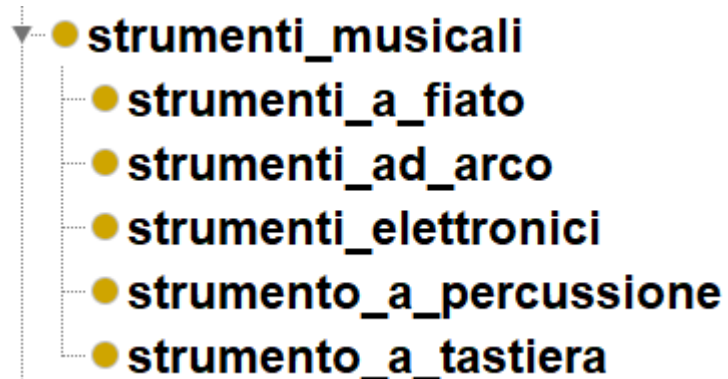 strumenti_musicali
strumenti_a_fiato
strumenti_ad_arco
strumenti_elettronici
strumento_a_percussione
strumento_a_tastiera